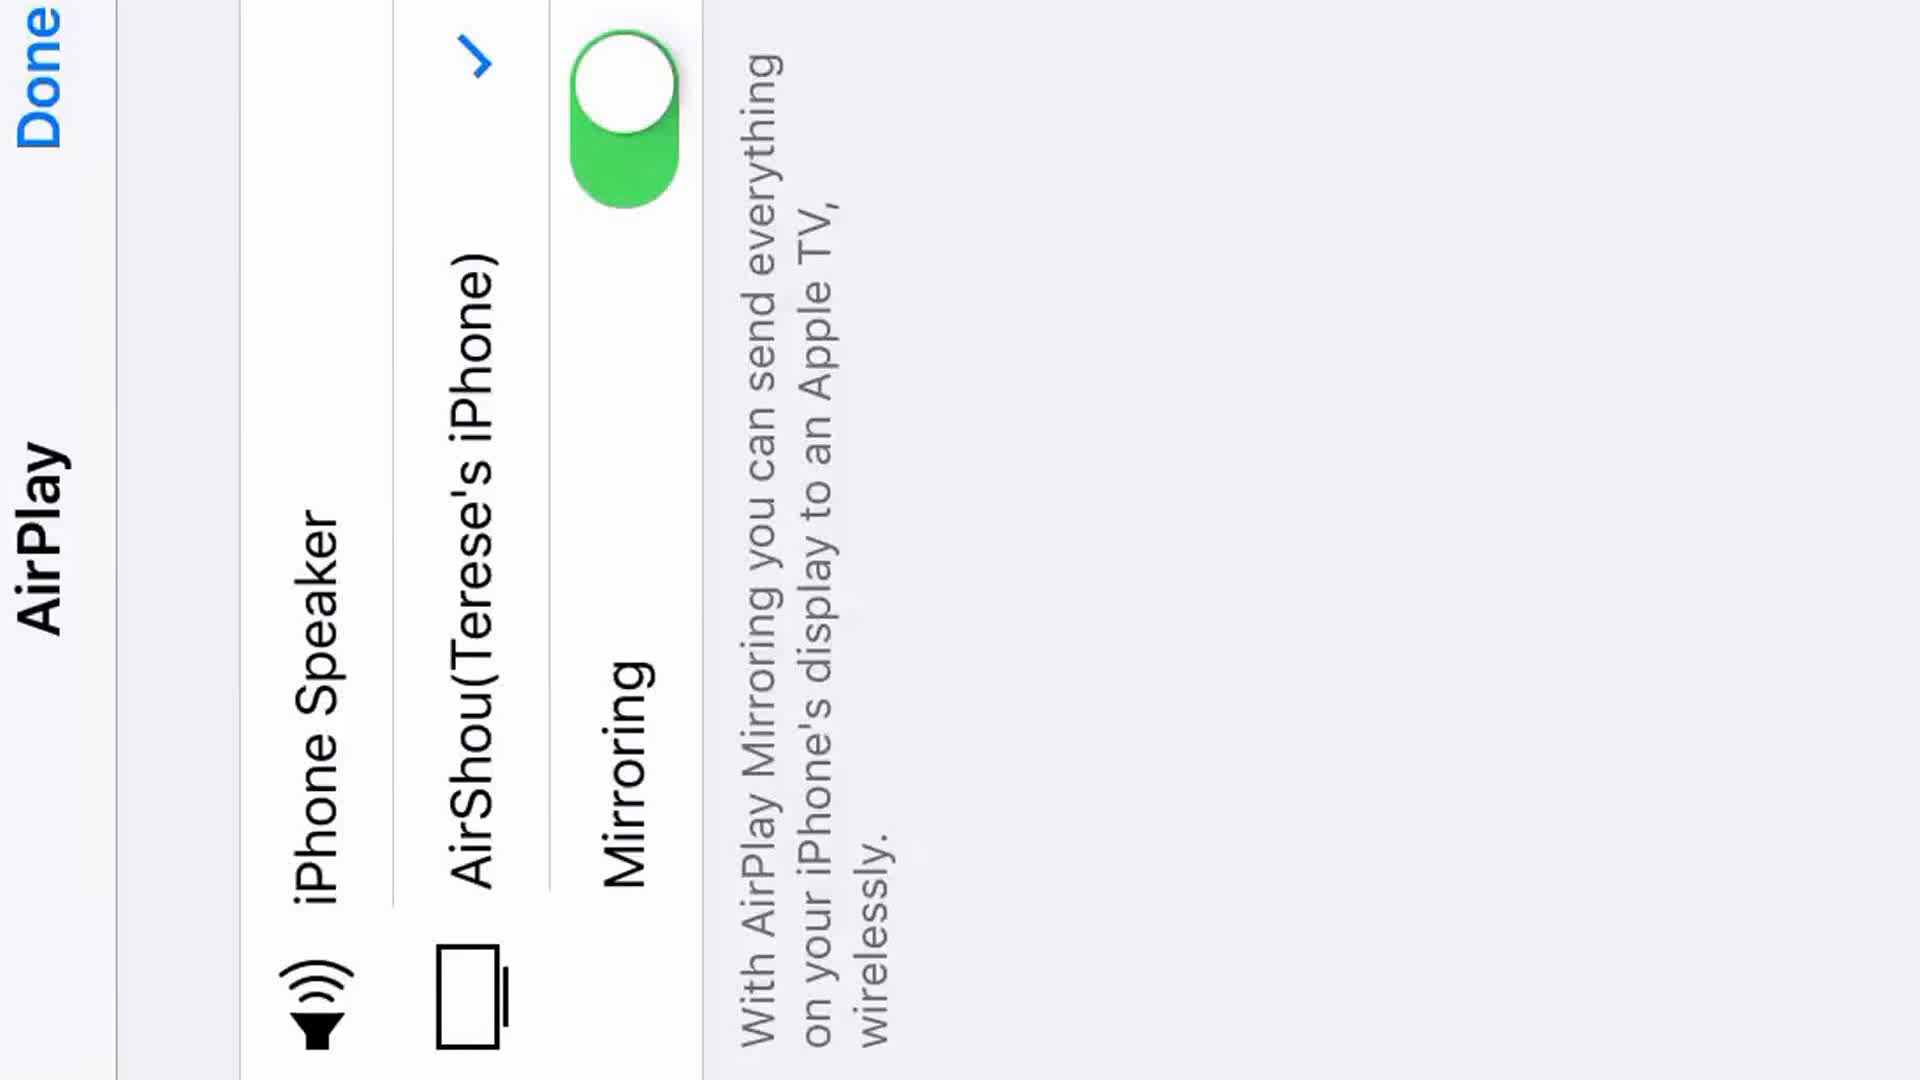 AirPlay
Done
iPhone Speaker
AirShou(Terese's iPhone)
Mirroring
With AirPlay Mirroring you can send everything
on your iPhone's display to an Apple TV,
wirelessly.